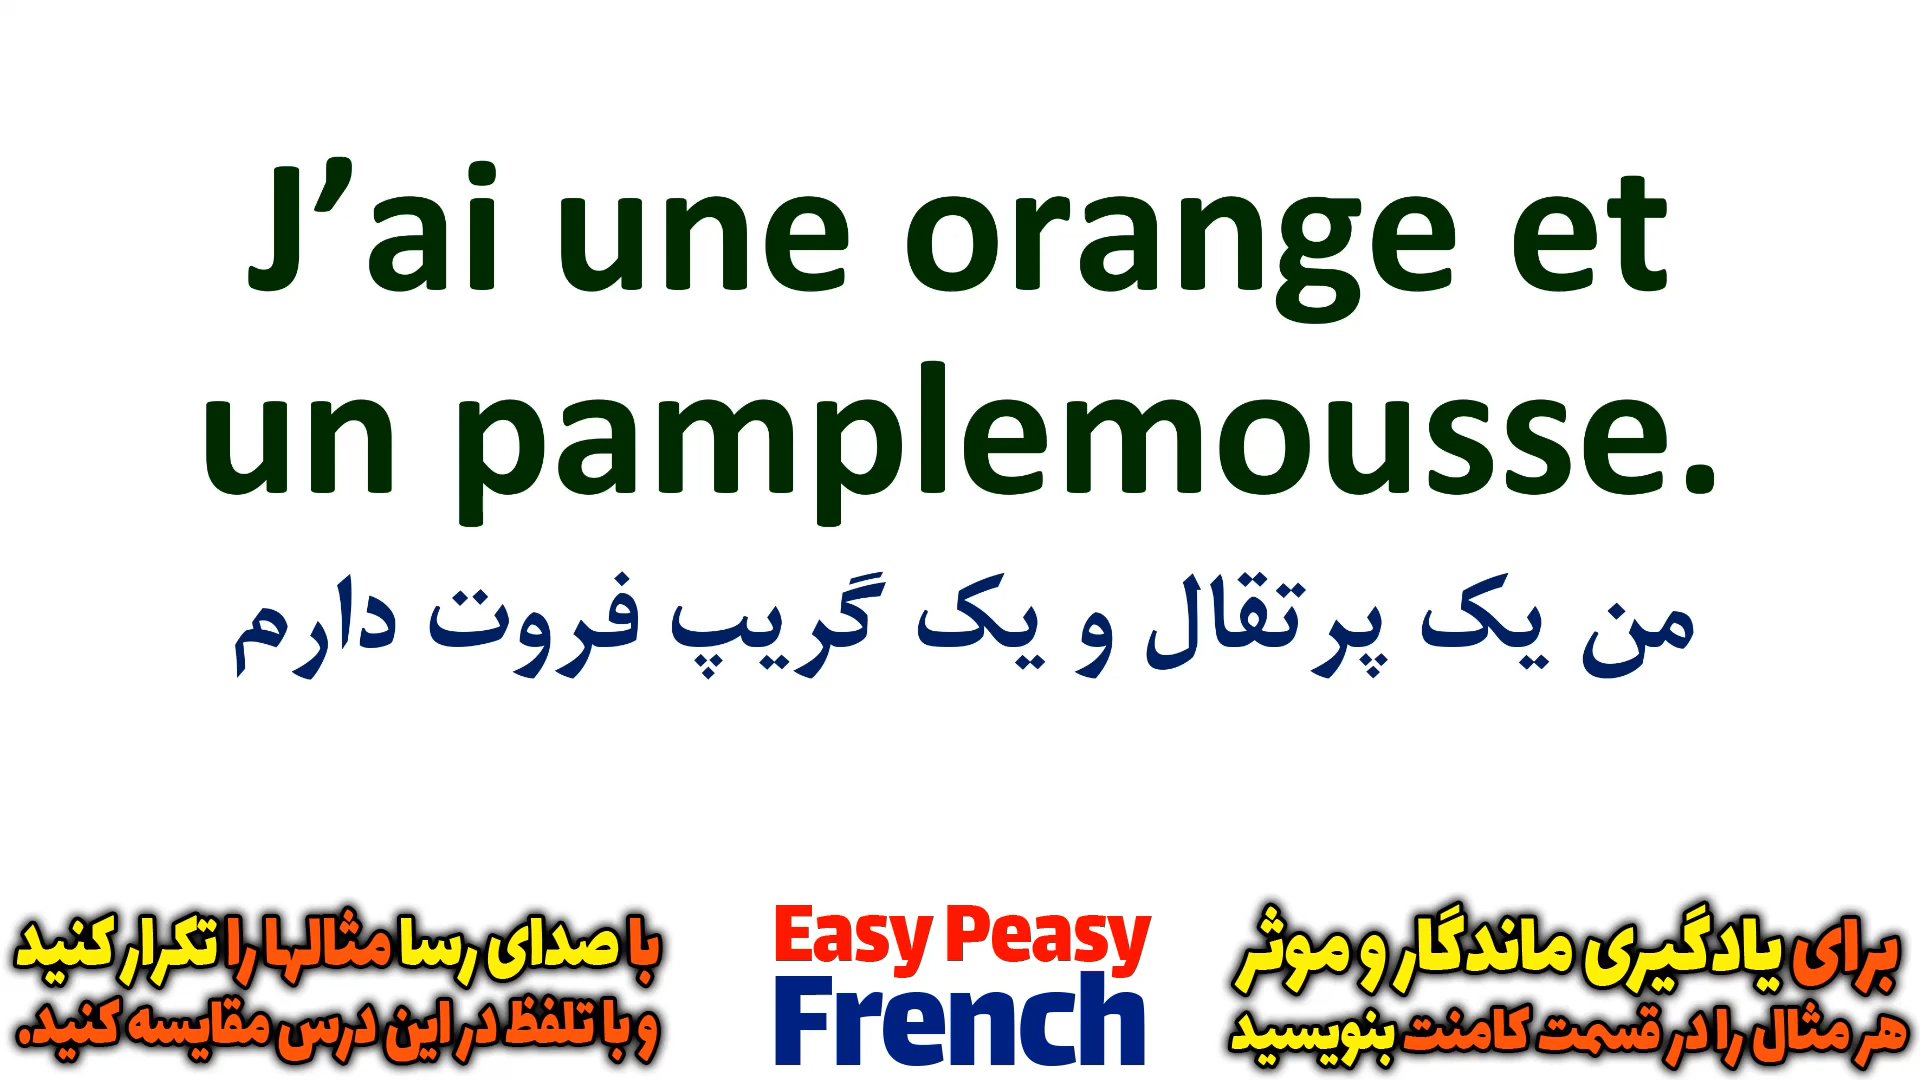 J’ai une orange et
un pamplemousse.
من یک پرتقال و یک گریپ فروت دارم
برای یادگیری ماندگار و موثر
هر مثال را در قسمت کامنت بنویسید
Easy Peasy
French
با صدای رسا مثالها را تکرار کنید
و با تلفظ در این درس مقایسه کنید.